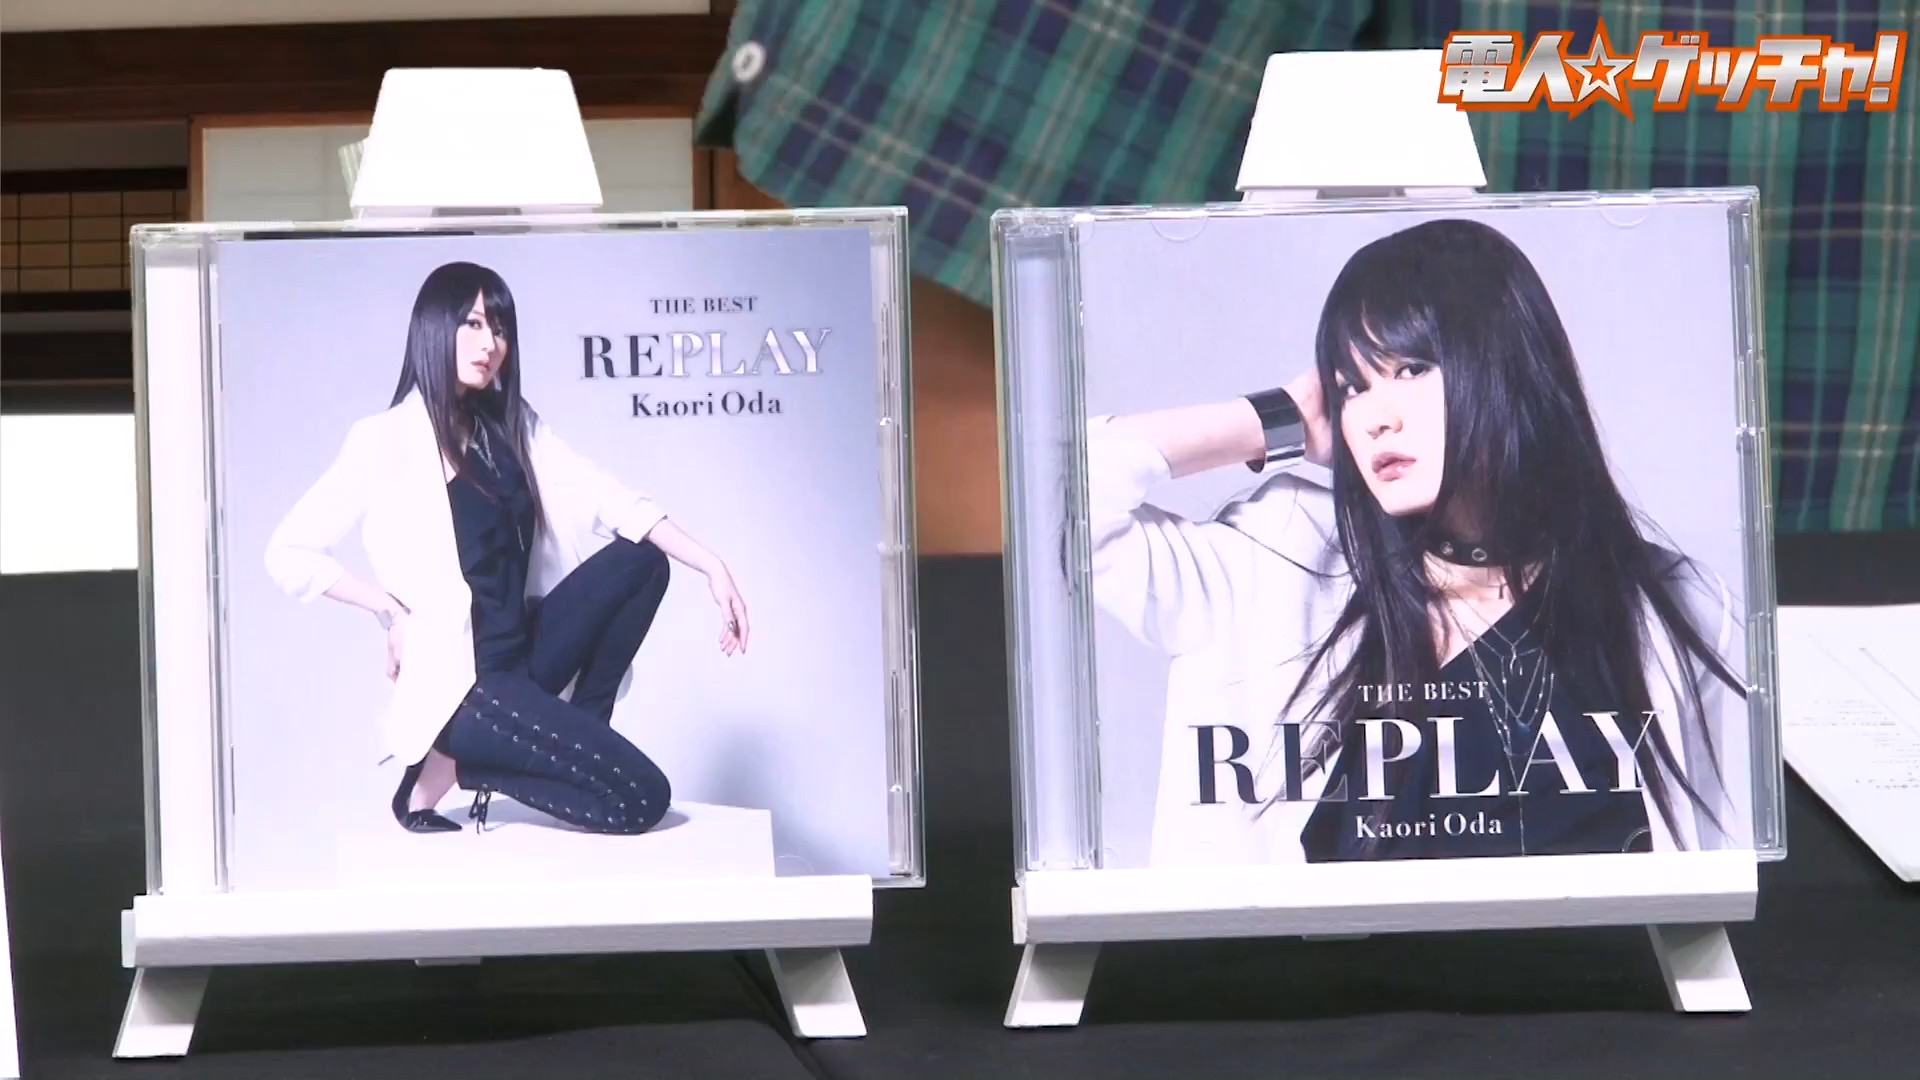 電人☆ゲッチャ!
THE BEST
REPLAY
Kaori Oda
THE BEST
REPLAY
Kaori Oda